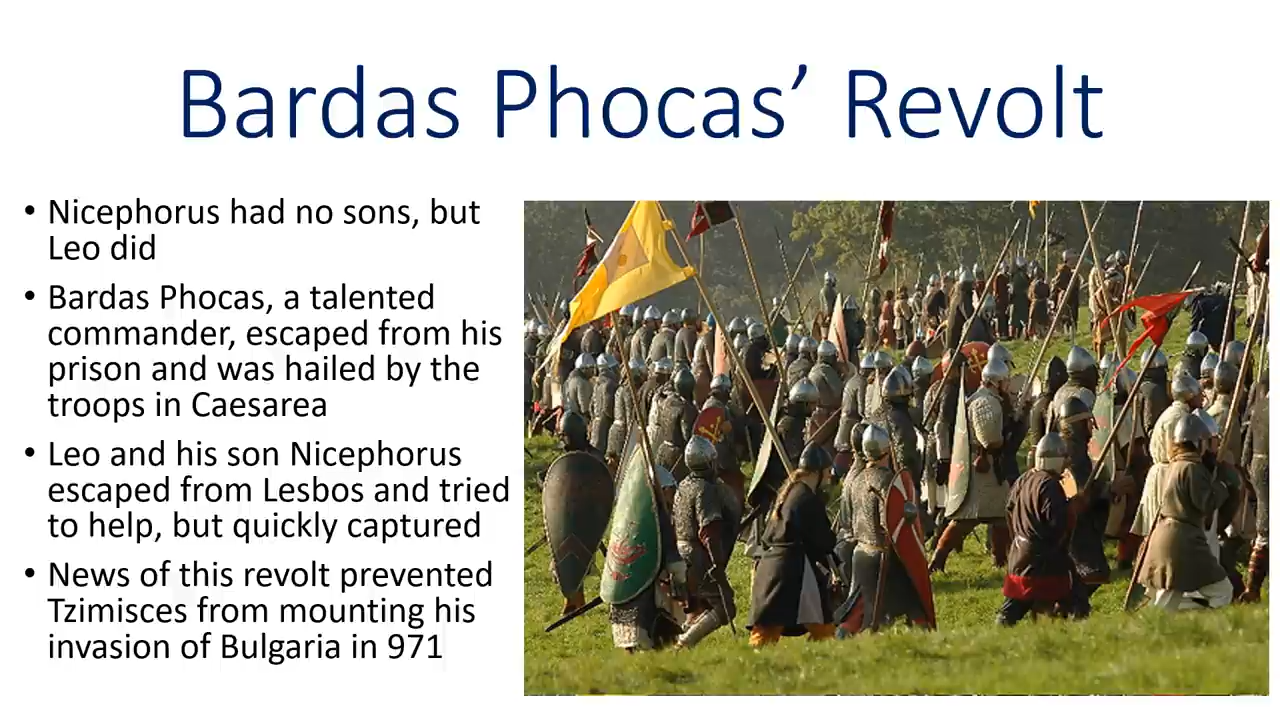 Bardas Phocas’ Revolt
• Nicephorus had no sons, but
Leo did
• Bardas Phocas, a talented
commander, escaped from his
prison and was hailed by the
troops in Caesarea
• Leo and his son Nicephorus
escaped from Lesbos and tried
to help, but quickly captured
• News of this revolt prevented
Tzimisces from mounting his
invasion of Bulgaria in 971